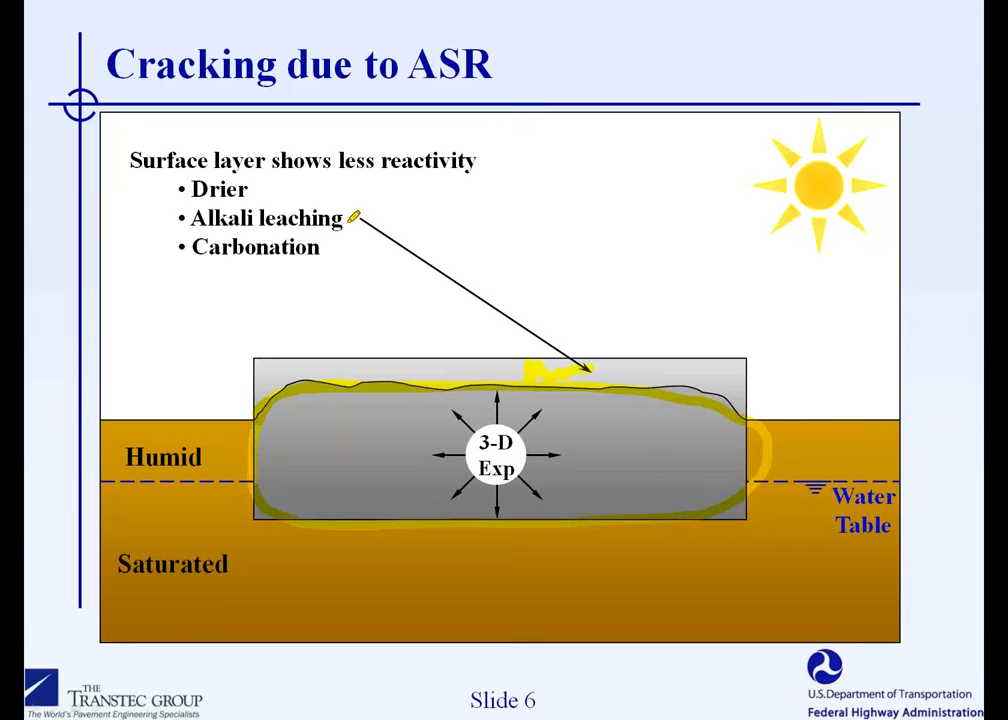 Cracking due to ASR
Surface layer shows less reactivity
• Drier
• Alkali leaching
• Carbonation
3-D
Exp
Humid
Water
Table
Saturated
THE
TRANSTEC GROUP
The World's Pavement Engineering Specialists
Slide 6
U.S.Department of Transportation
Federal Highway Administration